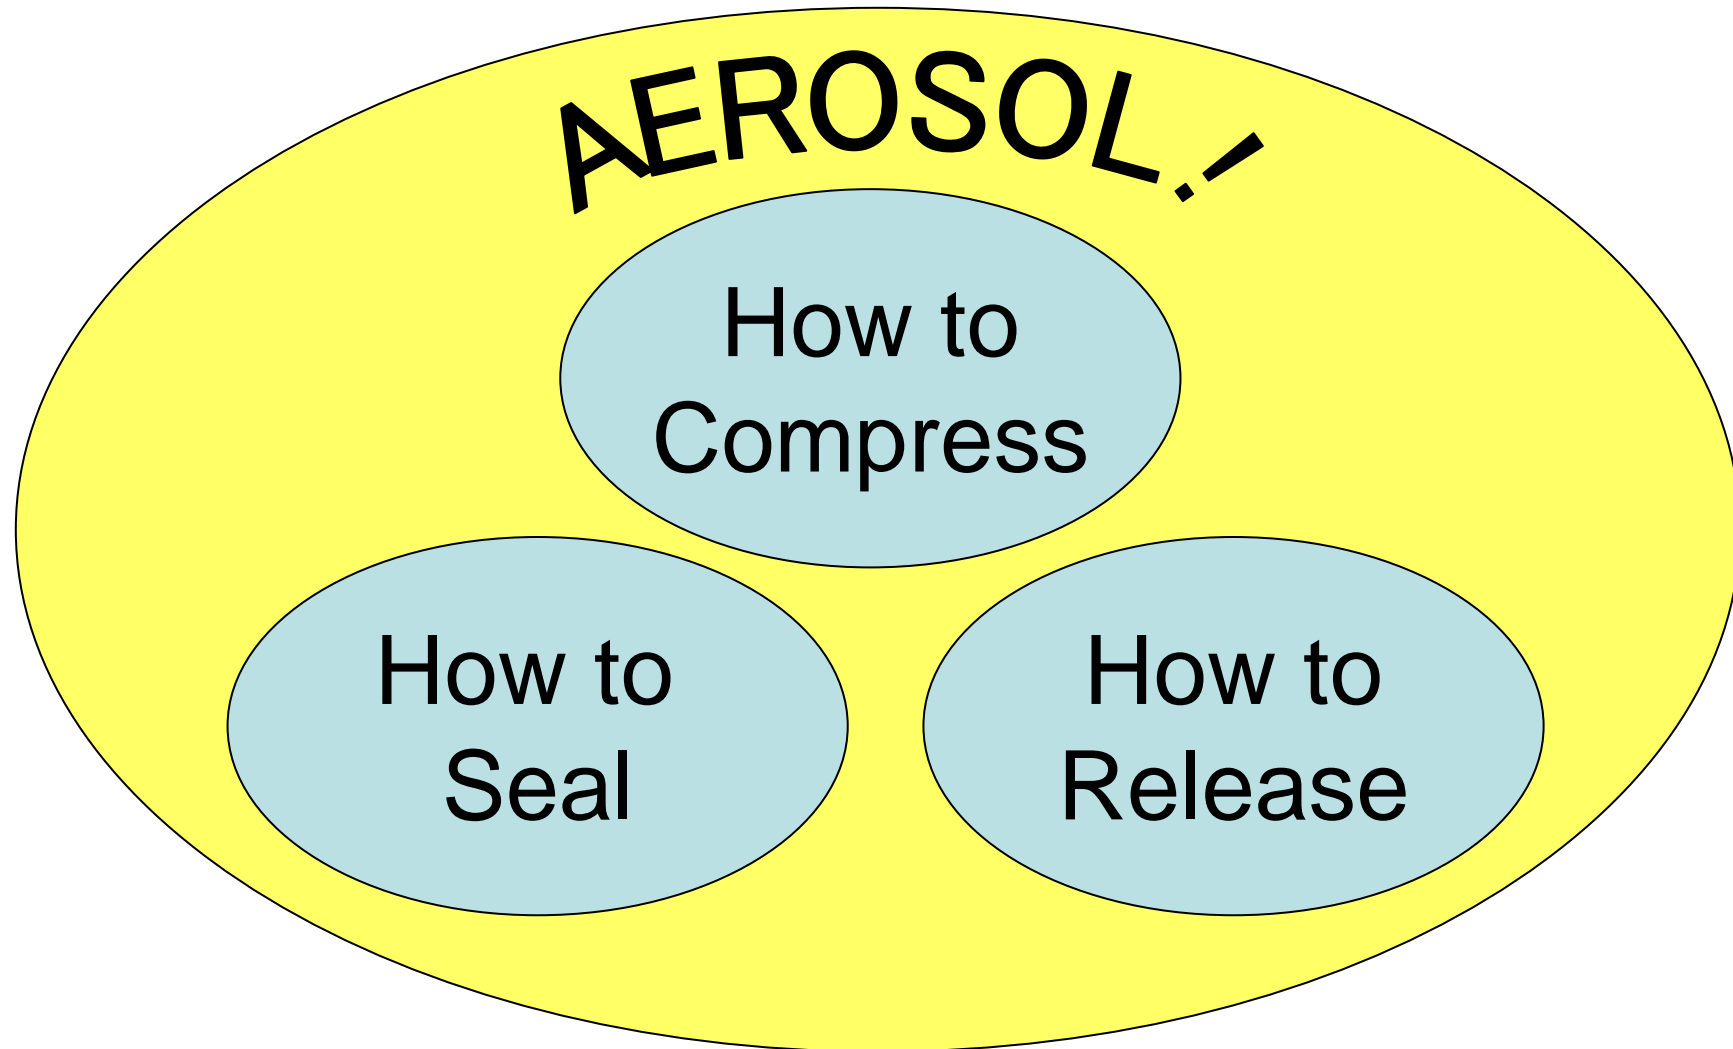 AEROSOL!
How to
Compress
How to
Seal
How to
Release